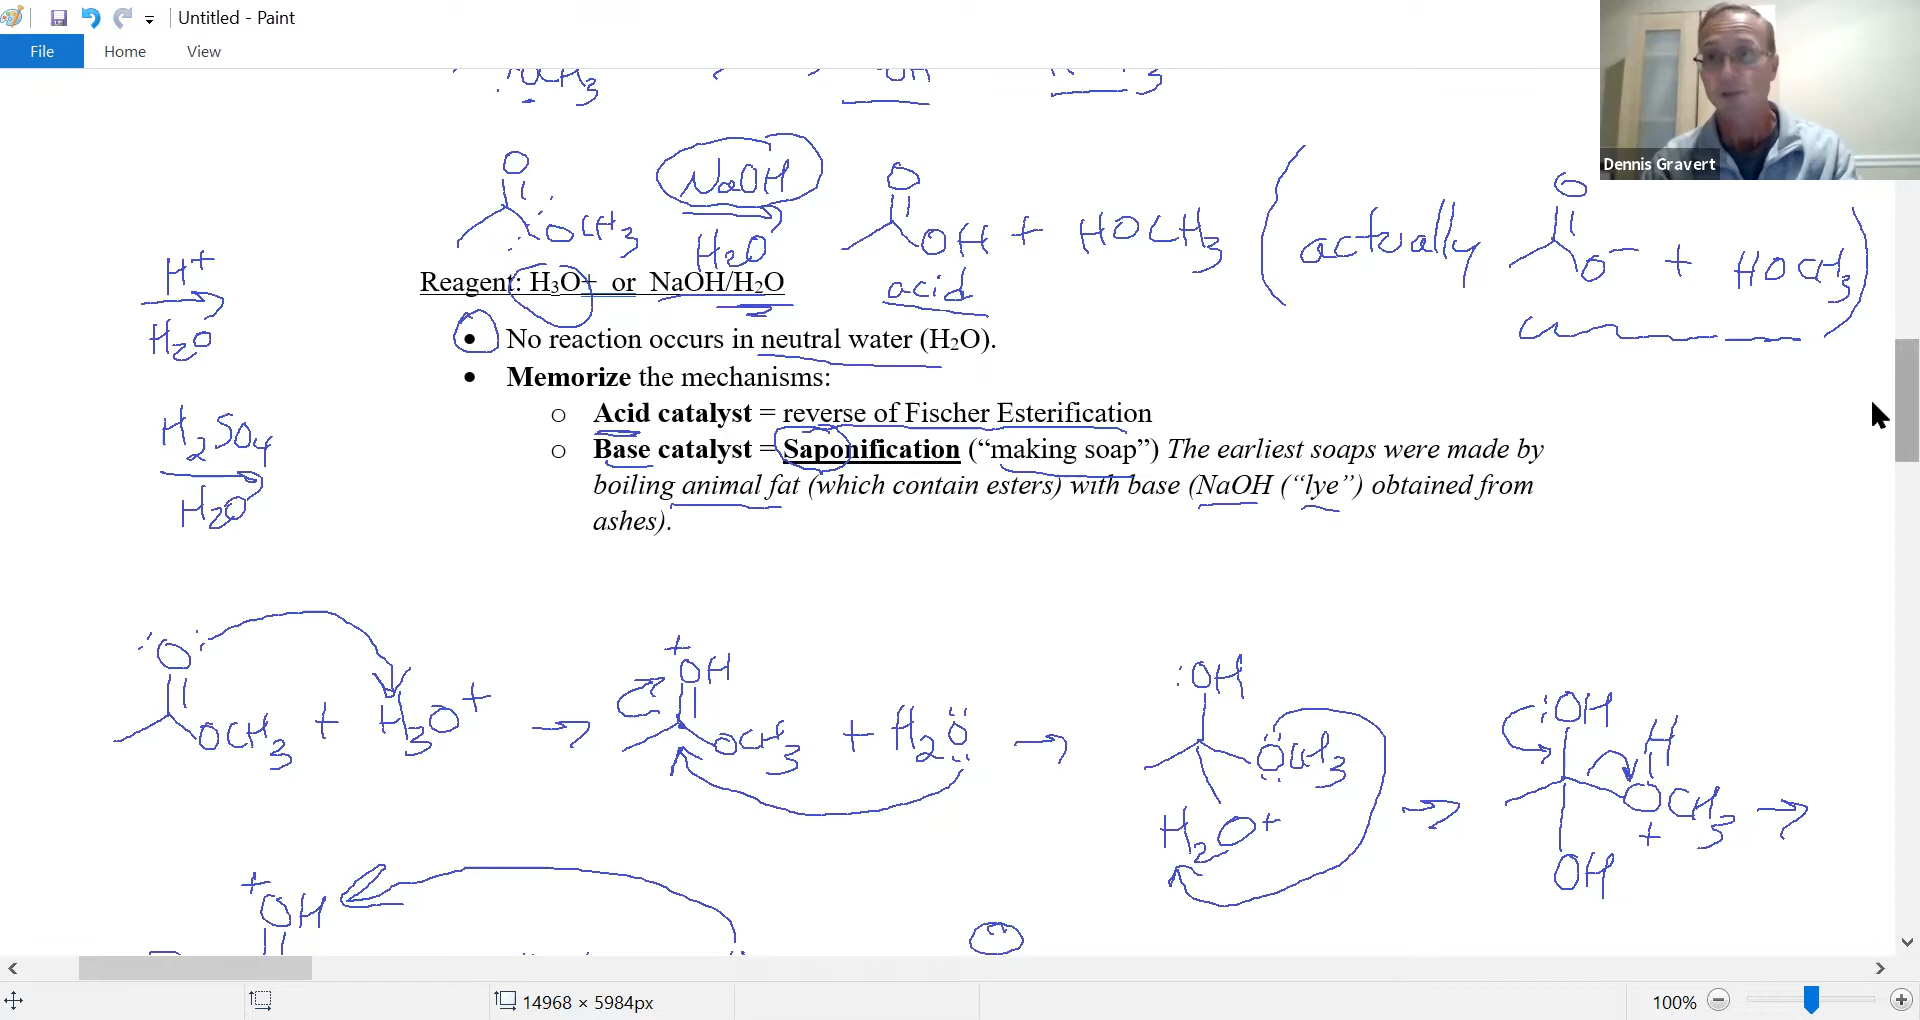 Untitled - Paint
File Home View
OCH3 OH
O NaOH O O
OCH3 H2O OH + HOCH3 (actually O⁻ + HOCH3)
Dennis Gravert
acid
H+
H2O
Reagent: H3O+ or NaOH/H2O
• No reaction occurs in neutral water (H2O).
• Memorize the mechanisms:
o Acid catalyst = reverse of Fischer Esterification
o Base catalyst = Saponification (“making soap”) The earliest soaps were made by
boiling animal fat (which contain esters) with base (NaOH (“lye”) obtained from
ashes).
H2SO4
H2O
O + OH :OH :OH H
OCH3 + H3O+ → OCH3 + H2O → OCH3 → OCH3 →
H2O+ + OH
+ OH O
14968 × 5984px
100%